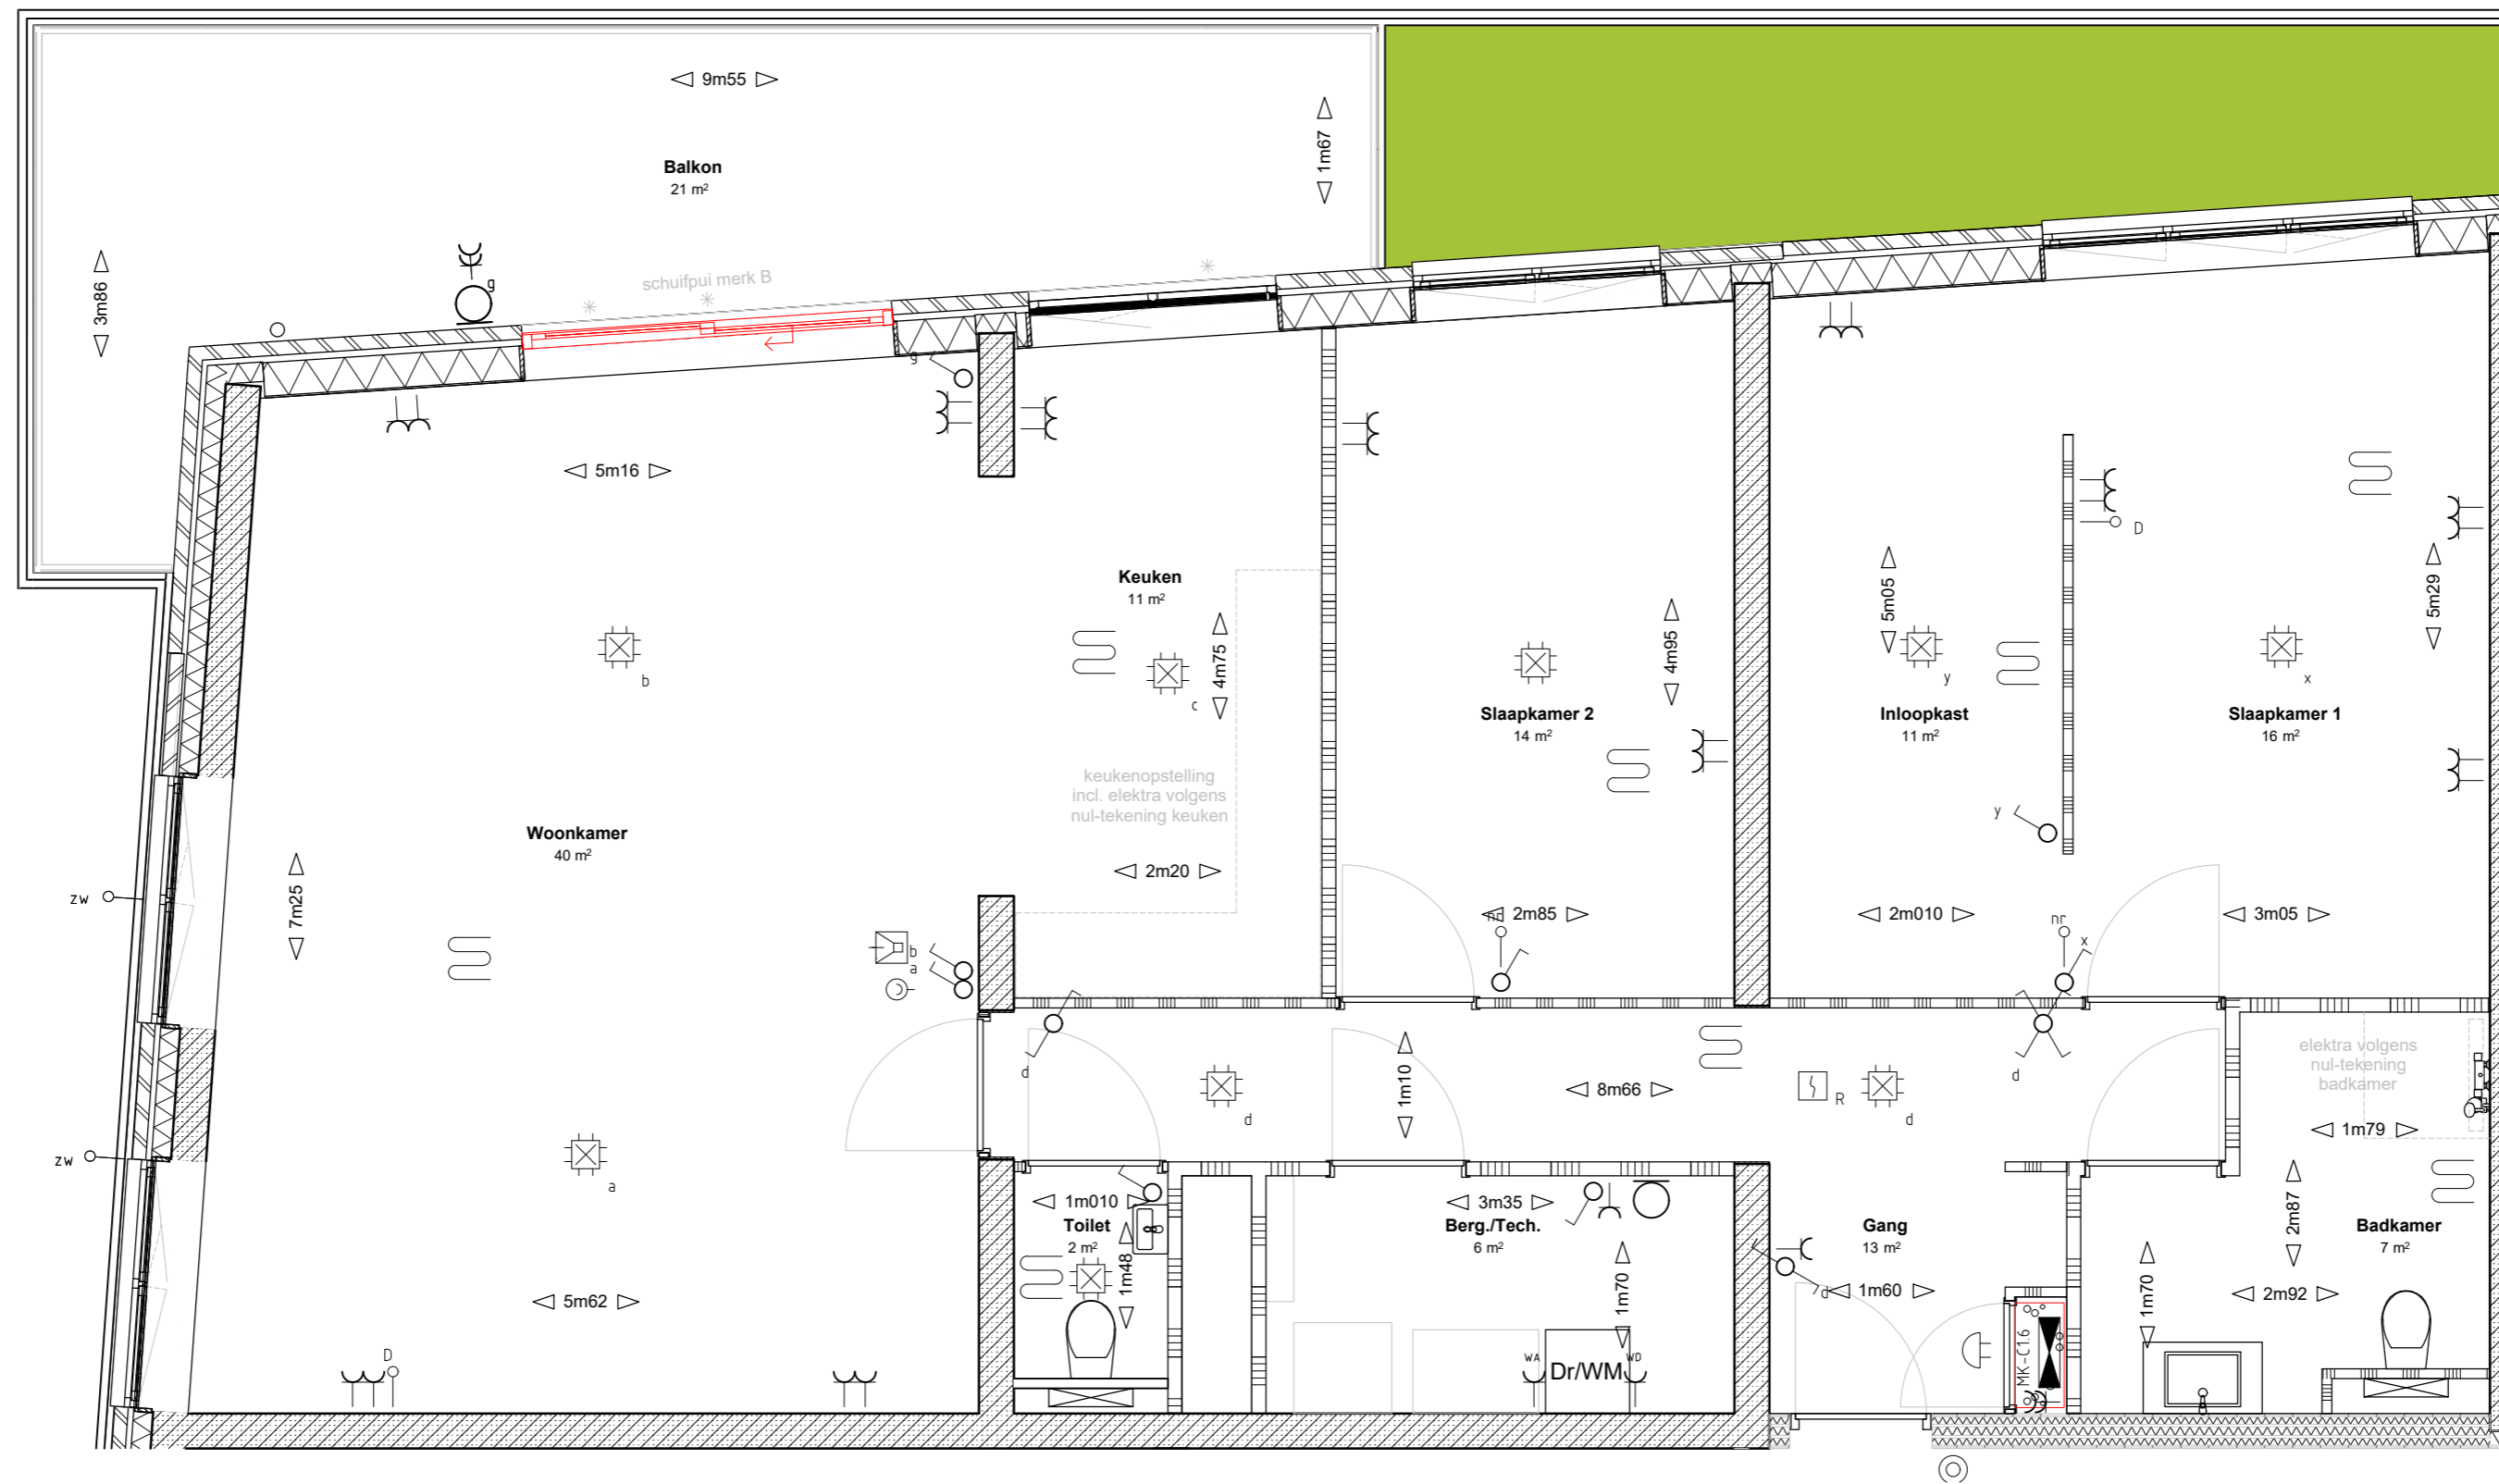 9m55
1m67
Balkon
21 m²
3m86
g
schuifpui merk B
g
5m16
D
Keuken
11 m²
5m05
5m29
4m75
4m95
b
c
y
x
Slaapkamer 2
14 m²
Inloopkast
11 m²
Slaapkamer 1
16 m²
keukenopstelling
incl. elektra volgens
nul-tekening keuken
y
Woonkamer
40 m²
2m20
7m25
zw
nr
2m85
2m010
nr
3m05
x
b
a
elektra volgens
nul-tekening
badkamer
d
1m10
8m66
R
d
d
d
1m79
zw
a
1m010
3m35
2m87
Toilet
2 m²
Berg./Tech.
6 m²
Gang
13 m²
Badkamer
7 m²
1m48
1m70
1m60
d
1m70
2m92
5m62
D
WA
Dr/WM
WD
MK-C1.6